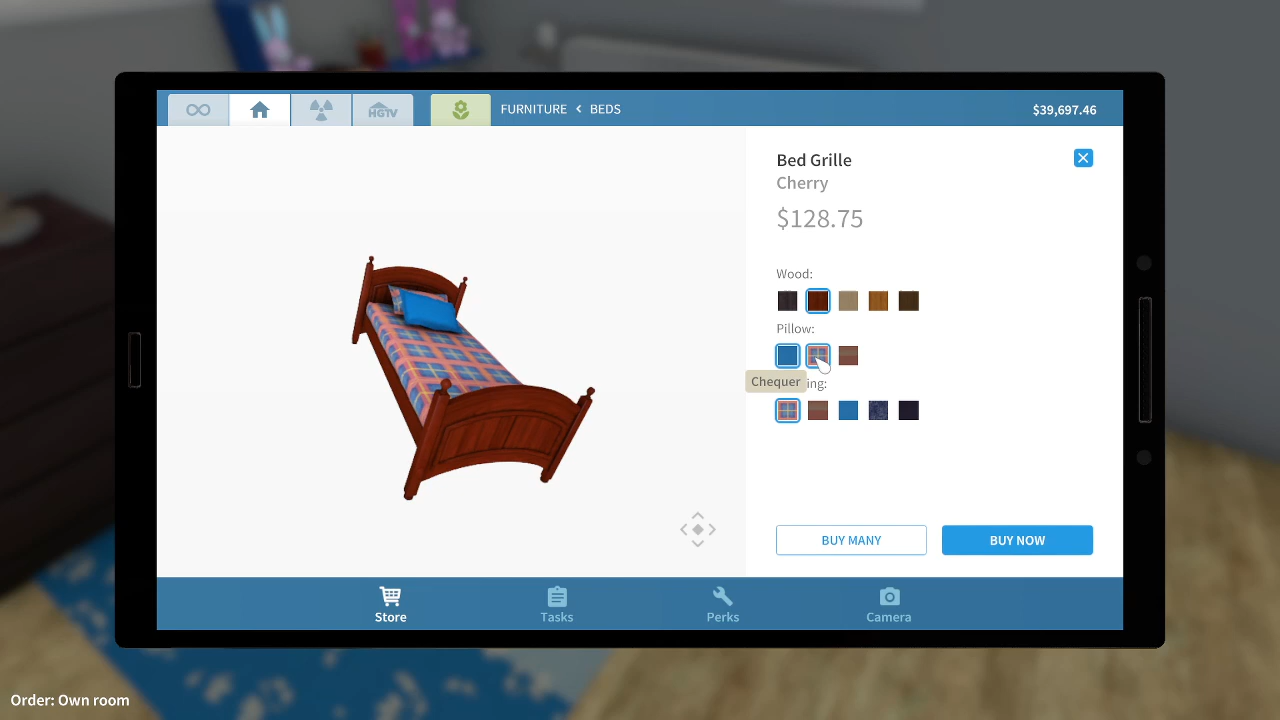 HGTV
FURNITURE < BEDS
$39,697.46
Bed Grille
Cherry
$128.75
Wood:
Pillow:
Chequer
ing:
BUY MANY
BUY NOW
Store
Tasks
Perks
Camera
Order: Own room